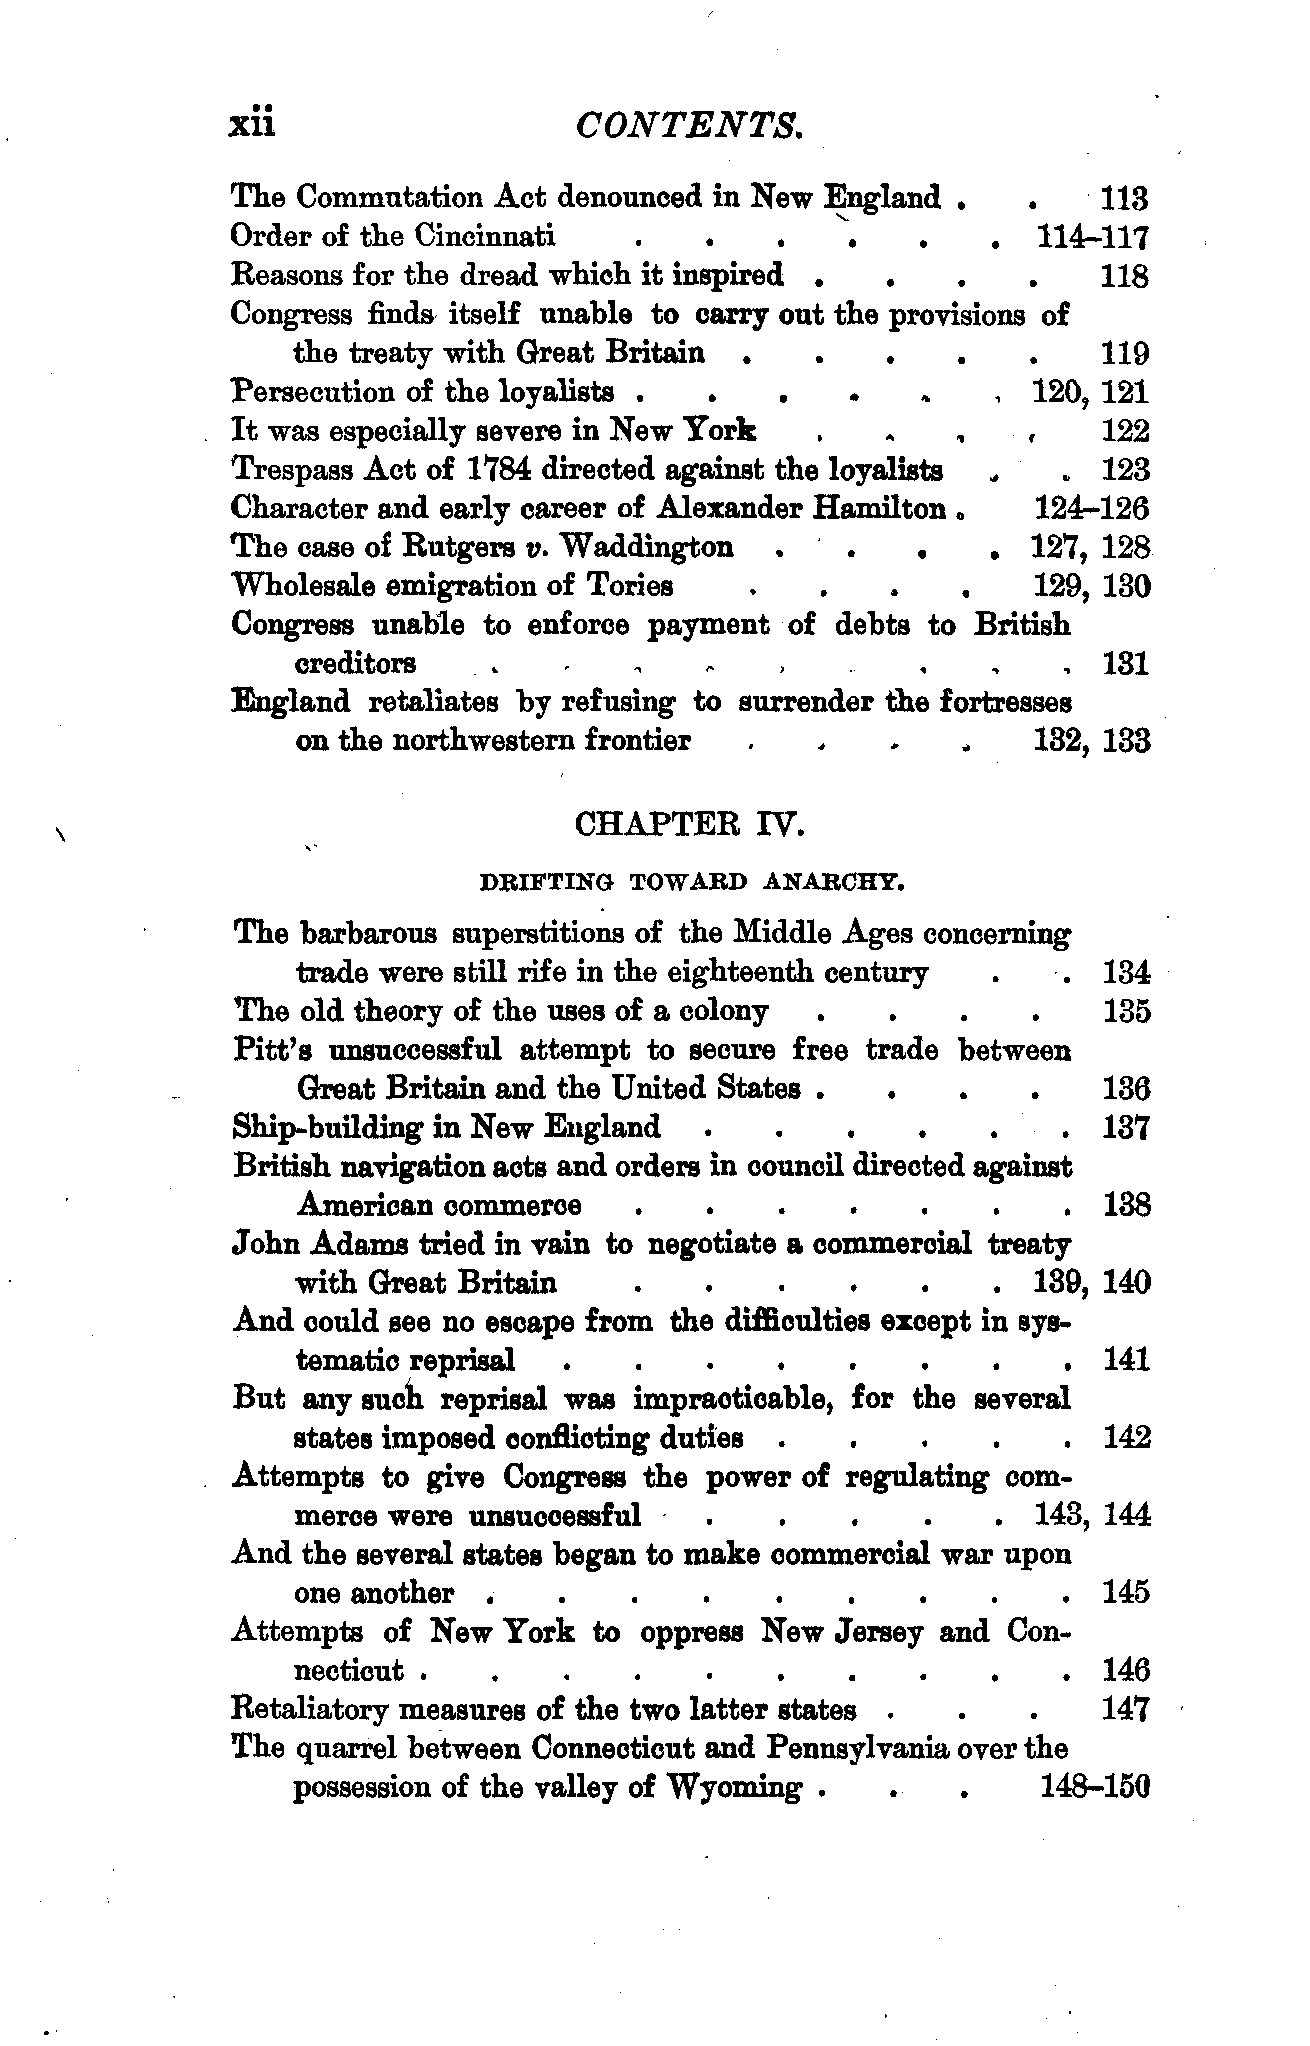 xii CONTENTS.
The Commutation Act denounced in New England . . 113
Order of the Cincinnati . . . . . . 114–117
Reasons for the dread which it inspired . . . . 118
Congress finds itself unable to carry out the provisions of
the treaty with Great Britain . . . . . 119
Persecution of the loyalists . . . . . . 120, 121
It was especially severe in New York . . . . 122
Trespass Act of 1784 directed against the loyalists . . 123
Character and early career of Alexander Hamilton . 124–126
The case of Rutgers v. Waddington . . . . 127, 128
Wholesale emigration of Tories . . . . 129, 130
Congress unable to enforce payment of debts to British
creditors . . . . . . . . 131
England retaliates by refusing to surrender the fortresses
on the northwestern frontier . . . . 132, 133
CHAPTER IV.
DRIFTING TOWARD ANARCHY.
The barbarous superstitions of the Middle Ages concerning
trade were still rife in the eighteenth century . . 134
The old theory of the uses of a colony . . . . 135
Pitt's unsuccessful attempt to secure free trade between
Great Britain and the United States . . . . 136
Ship-building in New England . . . . . . 137
British navigation acts and orders in council directed against
American commerce . . . . . . . 138
John Adams tried in vain to negotiate a commercial treaty
with Great Britain . . . . . . 139, 140
And could see no escape from the difficulties except in sys-
tematic reprisal . . . . . . . . 141
But any such reprisal was impracticable, for the several
states imposed conflicting duties . . . . . 142
Attempts to give Congress the power of regulating com-
merce were unsuccessful . . . . . 143, 144
And the several states began to make commercial war upon
one another . . . . . . . . . 145
Attempts of New York to oppress New Jersey and Con-
necticut . . . . . . . . . . 146
Retaliatory measures of the two latter states . . . 147
The quarrel between Connecticut and Pennsylvania over the
possession of the valley of Wyoming . . . 148–150